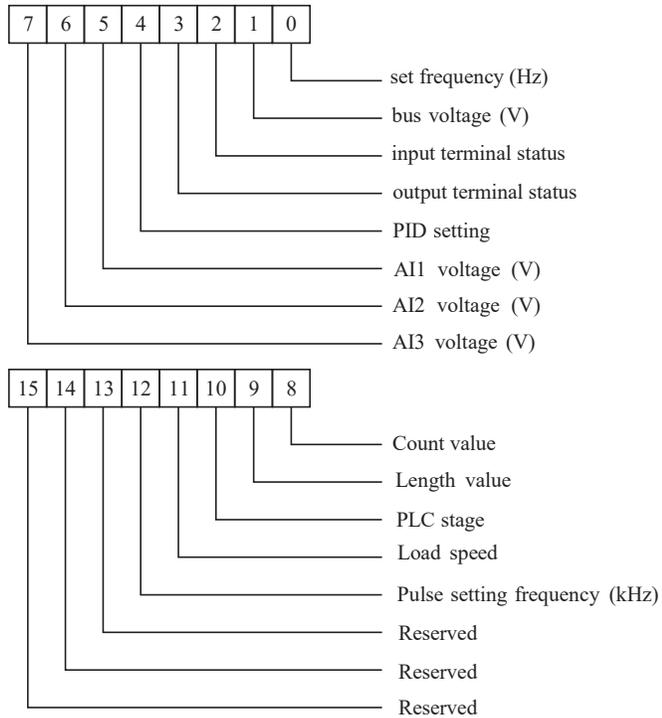 7 6 5 4 3 2 1 0
set frequency (Hz)
bus voltage (V)
input terminal status
output terminal status
PID setting
AI1 voltage (V)
AI2 voltage (V)
AI3 voltage (V)
15 14 13 12 11 10 9 8
Count value
Length value
PLC stage
Load speed
Pulse setting frequency (kHz)
Reserved
Reserved
Reserved